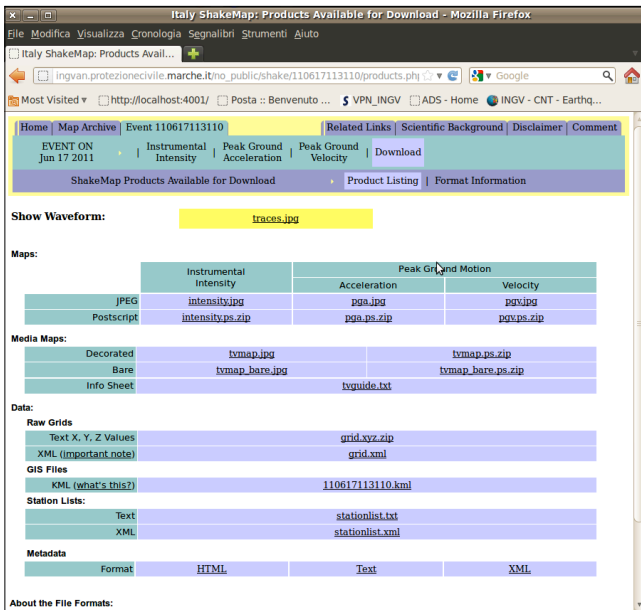 Italy ShakeMap: Products Available for Download - Mozilla Firefox
File Modifica Visualizza Cronologia Segnalibri Strumenti Aiuto
Italy ShakeMap: Products Avail...
ingvan.protezionecivile.marche.it/no_public/shake/110617113110/products.php
Google
Most Visited http://localhost:4001/ Posta :: Benvenuto ... VPN_INGV ADS - Home INGV - CNT - Earthq...
Home Map Archive Event 110617113110 Related Links Scientific Background Disclaimer Comment
EVENT ON Jun 17 2011 | Instrumental Intensity | Peak Ground Acceleration | Peak Ground Velocity | Download
ShakeMap Products Available for Download Product Listing | Format Information
Show Waveform: traces.jpg
Maps:
Instrumental Intensity Peak Ground Motion
Acceleration Velocity
JPEG intensity.jpg pga.jpg pgv.jpg
Postscript intensity.ps.zip pga.ps.zip pgv.ps.zip
Media Maps:
Decorated tvmap.jpg tvmap.ps.zip
Bare tvmap_bare.jpg tvmap_bare.ps.zip
Info Sheet tvguide.txt
Data:
Raw Grids
Text X, Y, Z Values grid.xyz.zip
XML (important note) grid.xml
GIS Files
KML (what's this?) 110617113110.kml
Station Lists:
Text stationlist.txt
XML stationlist.xml
Metadata
Format HTML Text XML
About the File Formats: